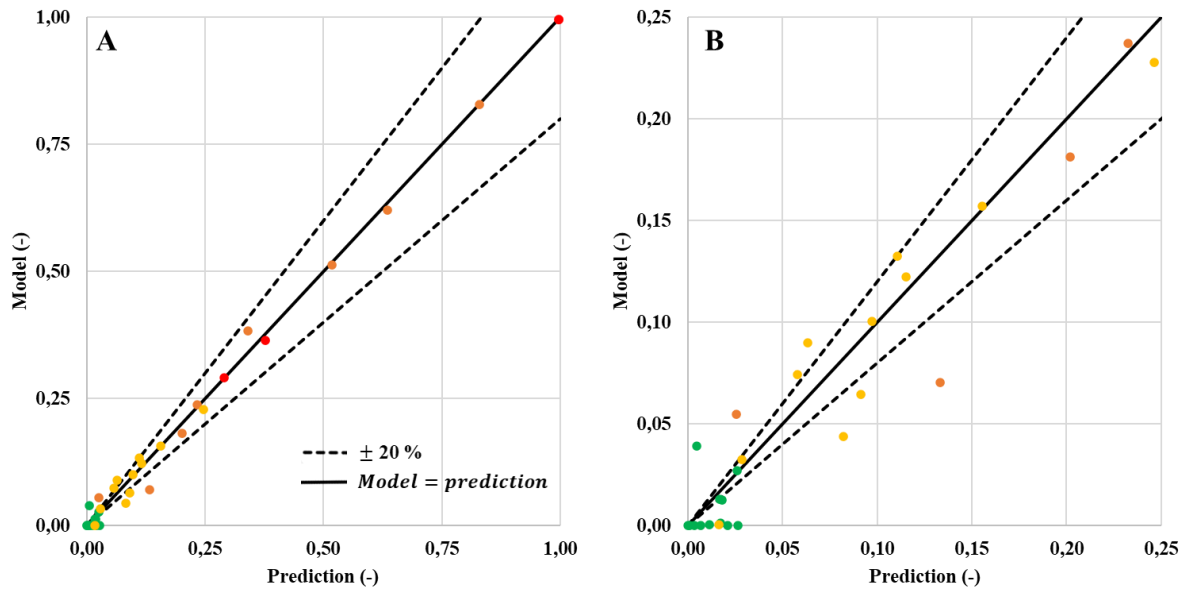 A
1,00
0,75
0,50
0,25
0,00
Model (-)
0,00 0,25 0,50 0,75 1,00
Prediction (-)
± 20 %
Model = prediction
B
0,25
0,20
0,15
0,10
0,05
0,00
Model (-)
0,00 0,05 0,10 0,15 0,20 0,25
Prediction (-)